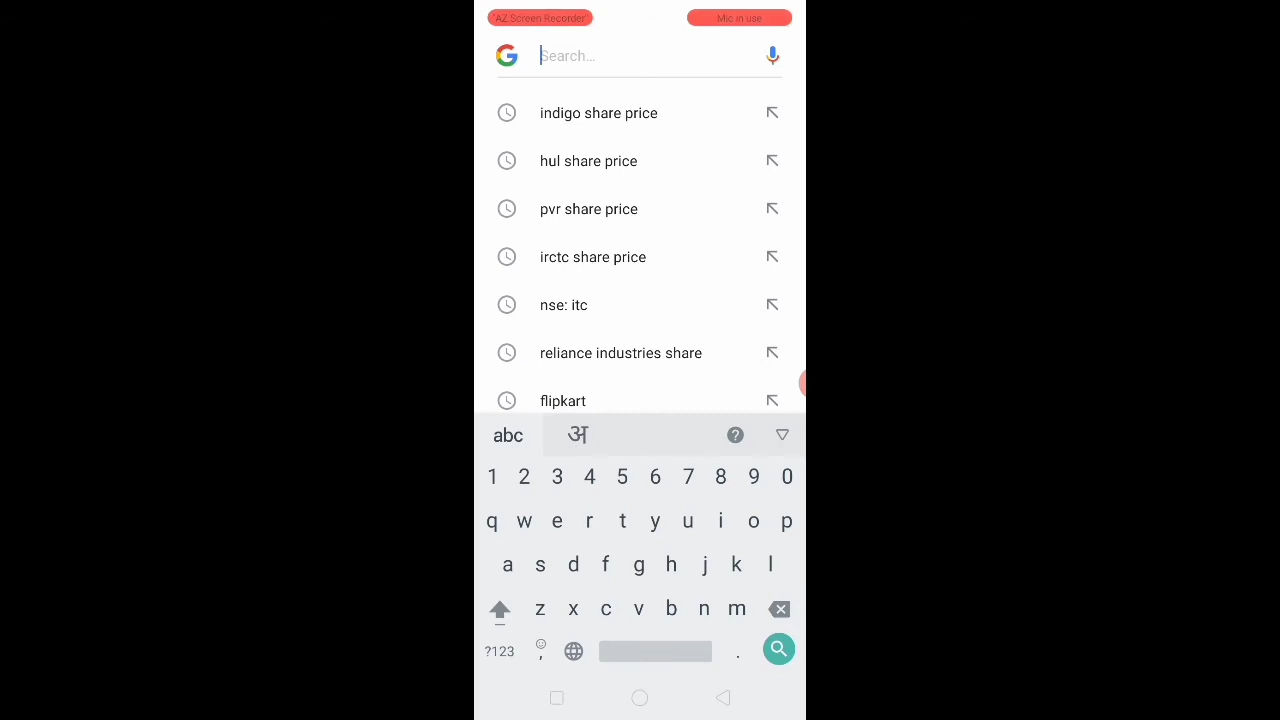 "AZ Screen Recorder" Mic in use
Search...
indigo share price
hul share price
pvr share price
irctc share price
nse: itc
reliance industries share
flipkart
abc अ ?
1 2 3 4 5 6 7 8 9 0
q w e r t y u i o p
a s d f g h j k l
z x c v b n m
?123 , .